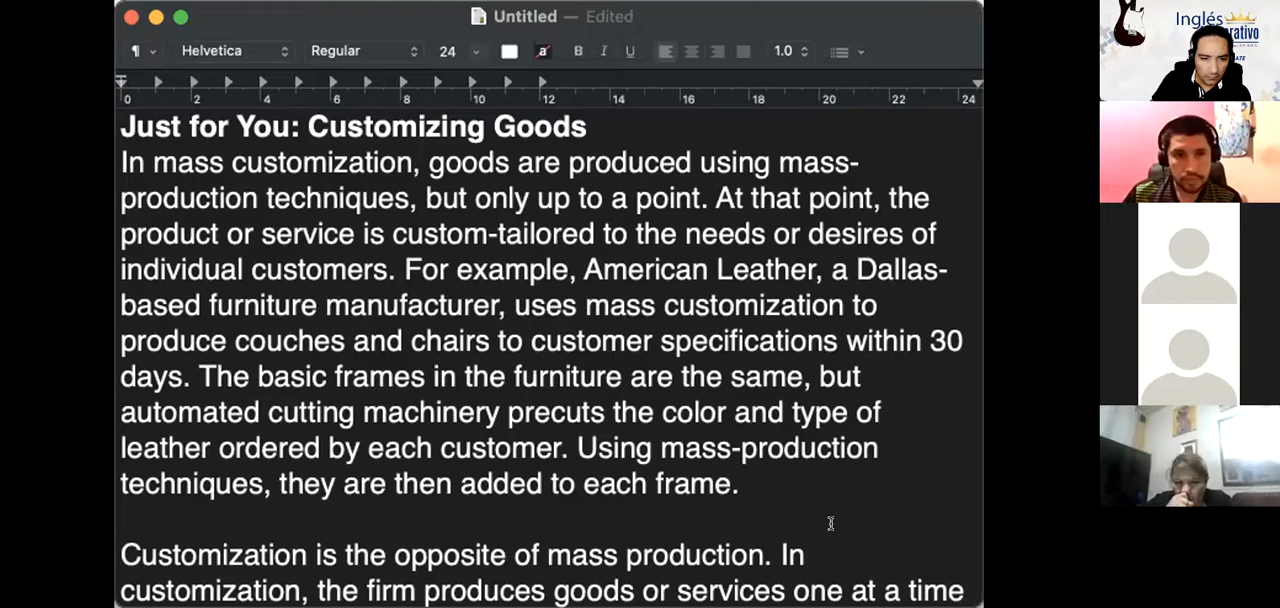 Untitled — Edited
¶ Helvetica Regular 24 a B I U 1.0
0 2 4 6 8 10 12 14 16 18 20 22 24
Just for You: Customizing Goods
In mass customization, goods are produced using mass-
production techniques, but only up to a point. At that point, the
product or service is custom-tailored to the needs or desires of
individual customers. For example, American Leather, a Dallas-
based furniture manufacturer, uses mass customization to
produce couches and chairs to customer specifications within 30
days. The basic frames in the furniture are the same, but
automated cutting machinery precuts the color and type of
leather ordered by each customer. Using mass-production
techniques, they are then added to each frame.
Customization is the opposite of mass production. In
customization, the firm produces goods or services one at a time
Inglés